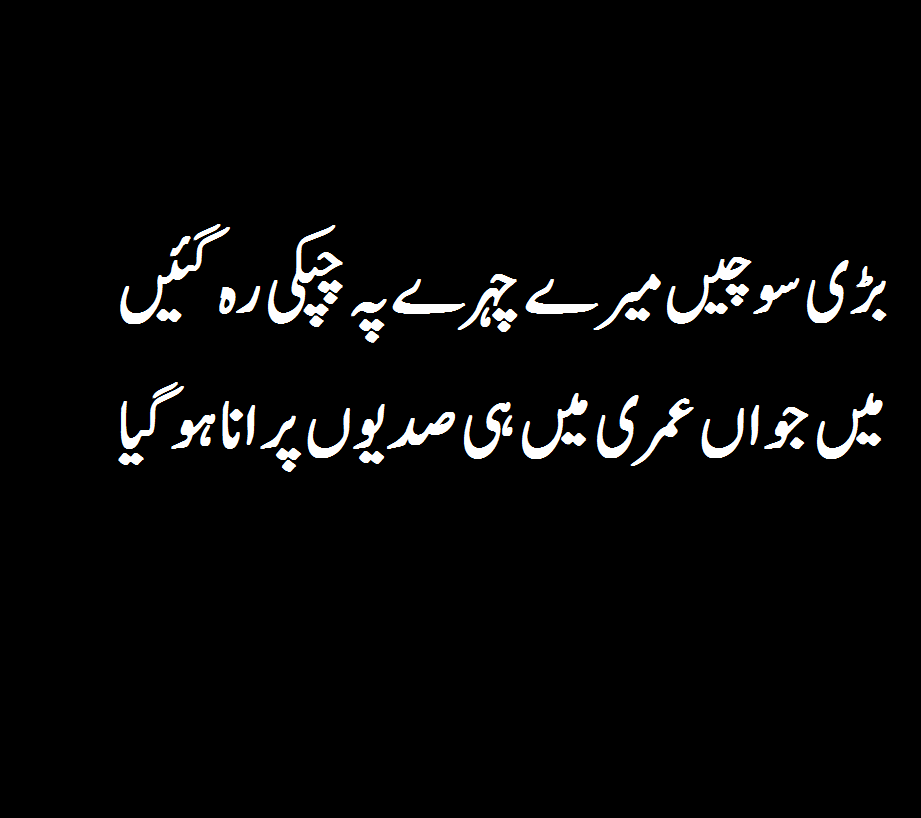 بڑی سوچیں میرے چہرے پہ چپکی رہ گئیں
میں جواں عمری میں ہی صدیوں پرانا ہو گیا